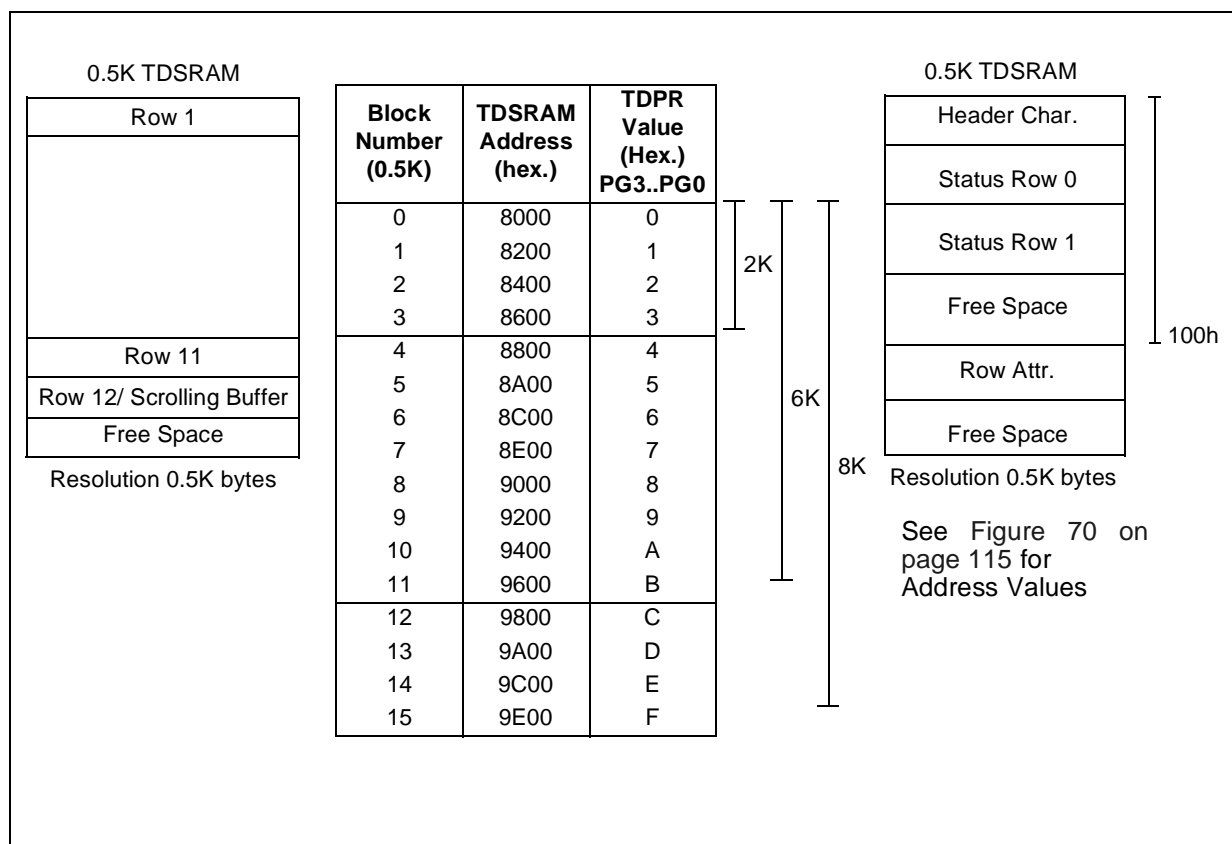 0.5K TDSRAM
Row 1
Row 11
Row 12/ Scrolling Buffer
Free Space
Resolution 0.5K bytes
Block Number (0.5K) TDSRAM Address (hex.) TDPR Value (Hex.) PG3..PG0
0 8000 0
1 8200 1
2 8400 2
3 8600 3
4 8800 4
5 8A00 5
6 8C00 6
7 8E00 7
8 9000 8
9 9200 9
10 9400 A
11 9600 B
12 9800 C
13 9A00 D
14 9C00 E
15 9E00 F
2K
6K
8K
0.5K TDSRAM
Header Char.
Status Row 0
Status Row 1
Free Space
100h
Row Attr.
Free Space
Resolution 0.5K bytes
See Figure 70 on
page 115 for
Address Values